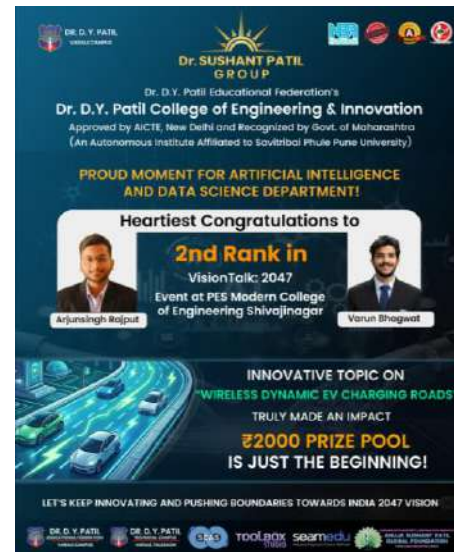 DR. D. Y. PATIL
Dr. SUSHANT PATIL
GROUP
Dr. D.Y. Patil Educational Federation's
Dr. D.Y. Patil College of Engineering & Innovation
Approved by AICTE, New Delhi and Recognized by Govt. of Maharashtra
(An Autonomous Institute Affiliated to Savitribai Phule Pune University)
PROUD MOMENT FOR ARTIFICIAL INTELLIGENCE
AND DATA SCIENCE DEPARTMENT!
Heartiest Congratulations to
2nd Rank in
VisionTalk: 2047
Event at PES Modern College
of Engineering Shivajinagar
Arjunsingh Rajput
Varun Bhagwat
INNOVATIVE TOPIC ON
"WIRELESS DYNAMIC EV CHARGING ROADS"
TRULY MADE AN IMPACT
₹2000 PRIZE POOL
IS JUST THE BEGINNING!
LET'S KEEP INNOVATING AND PUSHING BOUNDARIES TOWARDS INDIA 2047 VISION
DR. D. Y. PATIL
DR. D. Y. PATIL
TOOLBOX
STUDIO
seamedu